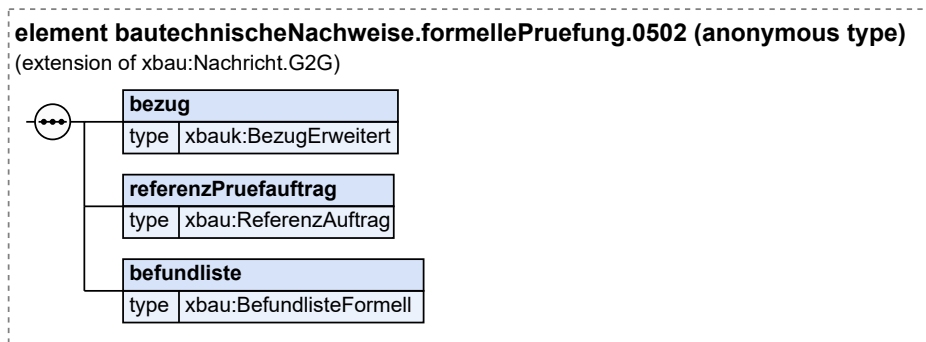 element bautechnischeNachweise.formellePruefung.0502 (anonymous type)
(extension of xbau:Nachricht.G2G)
bezug
type xbauk:BezugErweitert
referenzPruefauftrag
type xbau:ReferenzAuftrag
befundliste
type xbau:BefundlisteFormell